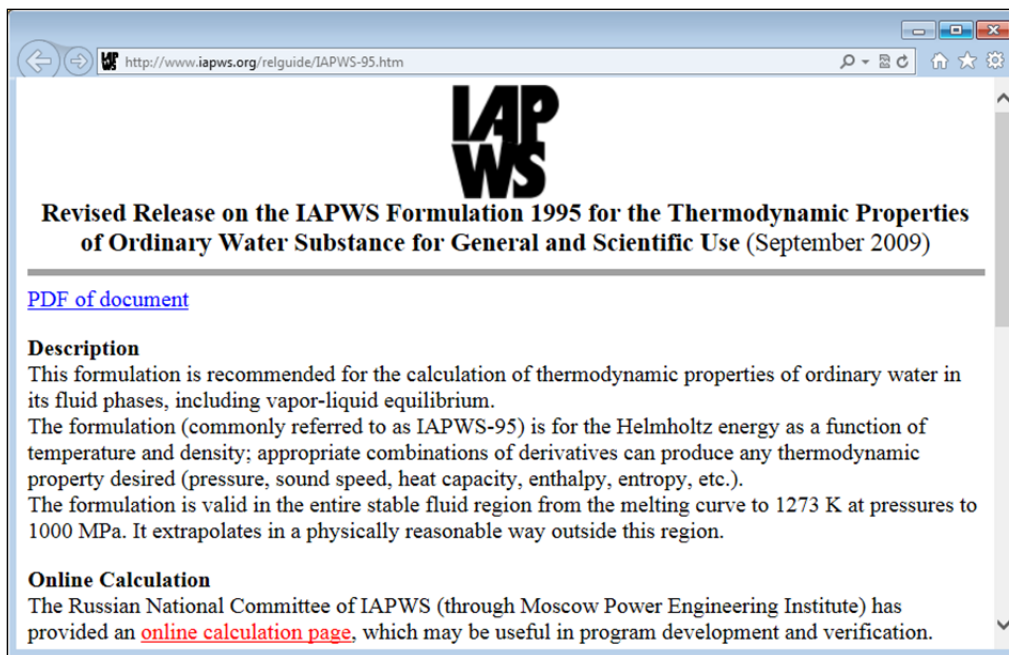 http://www.iapws.org/relguide/IAPWS-95.htm
IAP
WS
Revised Release on the IAPWS Formulation 1995 for the Thermodynamic Properties
of Ordinary Water Substance for General and Scientific Use (September 2009)
PDF of document
Description
This formulation is recommended for the calculation of thermodynamic properties of ordinary water in
its fluid phases, including vapor-liquid equilibrium.
The formulation (commonly referred to as IAPWS-95) is for the Helmholtz energy as a function of
temperature and density; appropriate combinations of derivatives can produce any thermodynamic
property desired (pressure, sound speed, heat capacity, enthalpy, entropy, etc.).
The formulation is valid in the entire stable fluid region from the melting curve to 1273 K at pressures to
1000 MPa. It extrapolates in a physically reasonable way outside this region.
Online Calculation
The Russian National Committee of IAPWS (through Moscow Power Engineering Institute) has
provided an online calculation page, which may be useful in program development and verification.